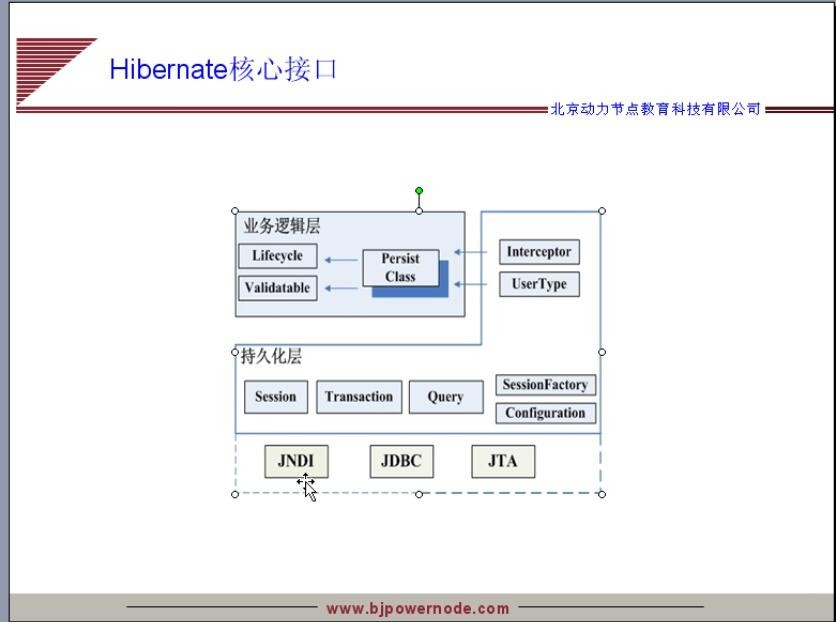 Hibernate核心接口
北京动力节点教育科技有限公司
业务逻辑层
Lifecycle
Persist
Class
Interceptor
Validatable
UserType
持久化层
Session
Transaction
Query
SessionFactory
Configuration
JNDI
JDBC
JTA
www.bjpowernode.com